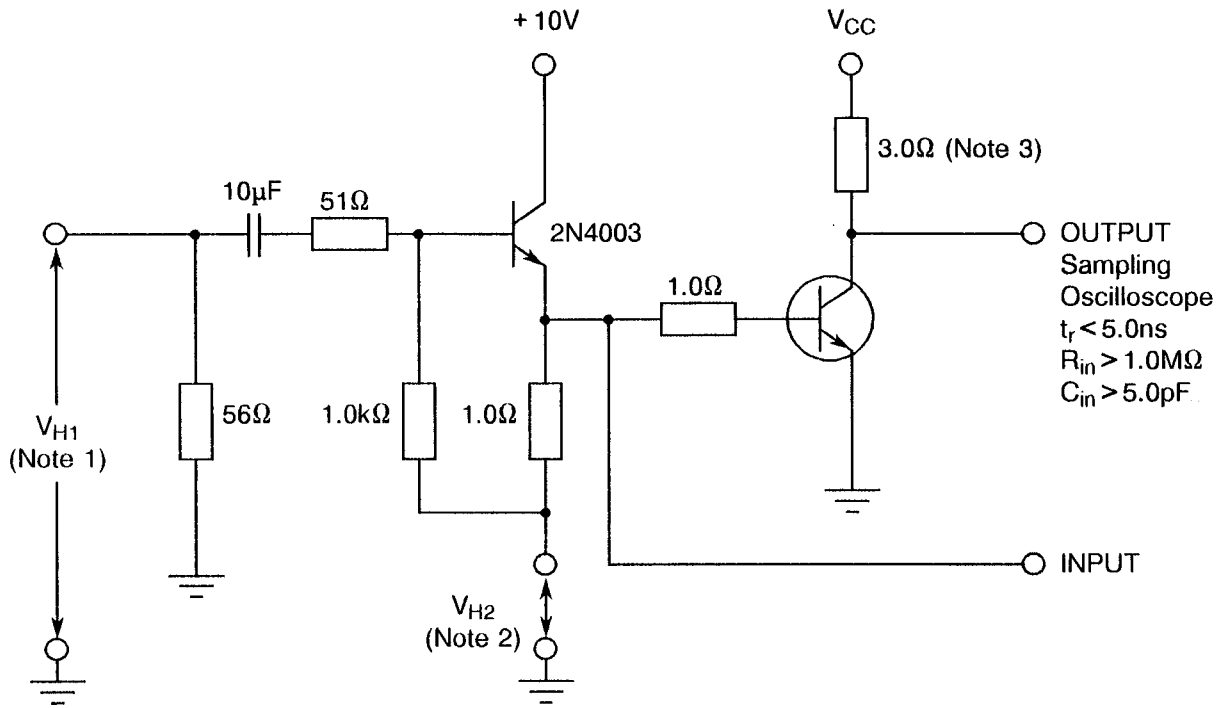 + 10V
V_CC
3.0Ω (Note 3)
10µF
51Ω
2N4003
OUTPUT
Sampling
Oscilloscope
t_r < 5.0ns
R_in > 1.0MΩ
C_in > 5.0pF
1.0Ω
V_H1
(Note 1)
56Ω
1.0kΩ
1.0Ω
INPUT
V_H2
(Note 2)